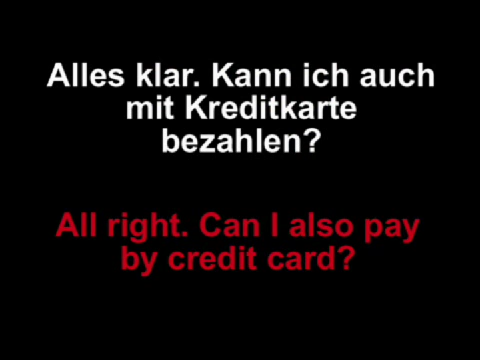 Alles klar. Kann ich auch
mit Kreditkarte
bezahlen?
All right. Can I also pay
by credit card?